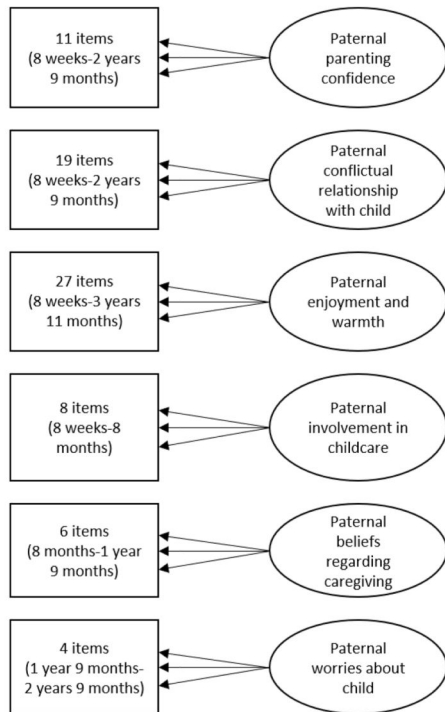 11 items
(8 weeks-2 years
9 months)
Paternal
parenting
confidence
19 items
(8 weeks-2 years
9 months)
Paternal
conflictual
relationship
with child
27 items
(8 weeks-3 years
11 months)
Paternal
enjoyment and
warmth
8 items
(8 weeks-8
months)
Paternal
involvement in
childcare
6 items
(8 months-1 year
9 months)
Paternal
beliefs
regarding
caregiving
4 items
(1 year 9 months-
2 years 9 months)
Paternal
worries about
child